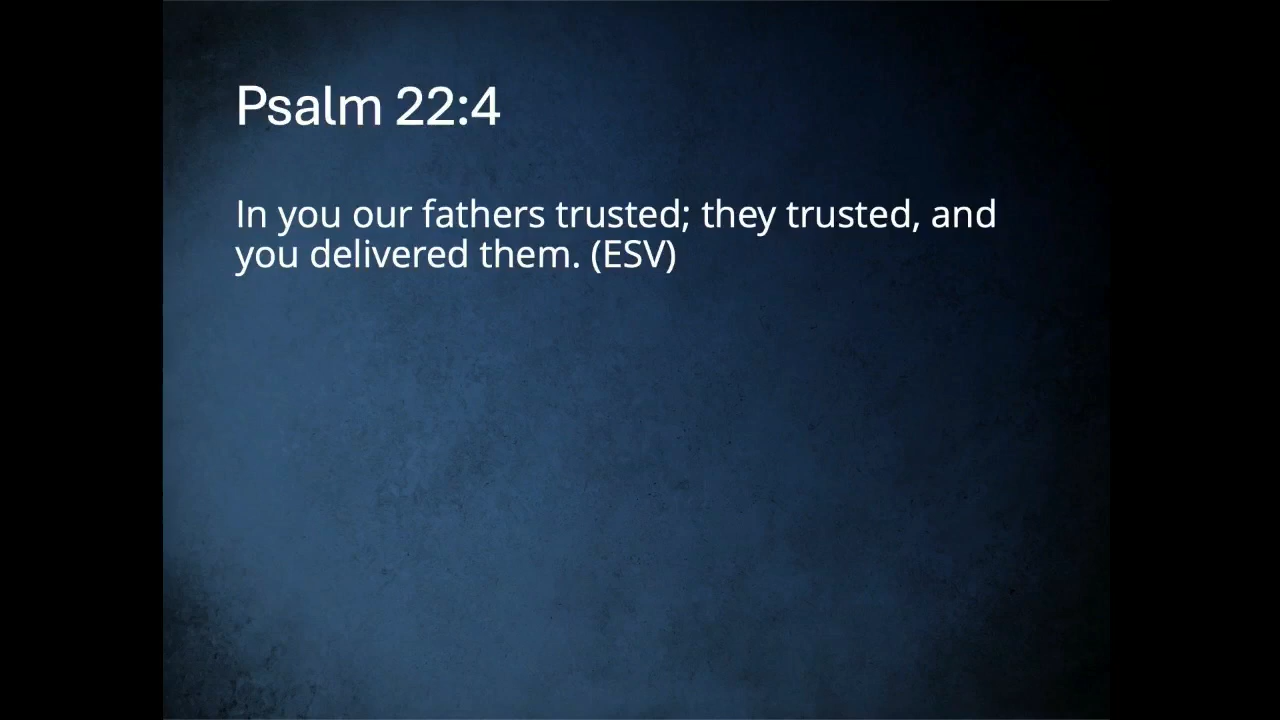 Psalm 22:4
In you our fathers trusted; they trusted, and
you delivered them. (ESV)